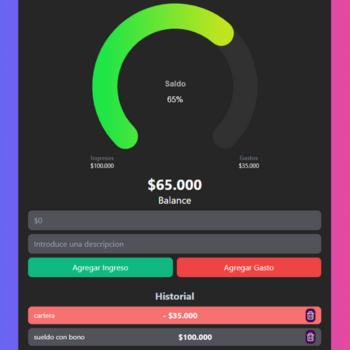 Saldo
65%
Ingresos Gastos
$100.000 $35.000
$65.000
Balance
$0
Introduce una descripcion
Agregar Ingreso Agregar Gasto
Historial
cartera - $35.000
sueldo con bono $100.000